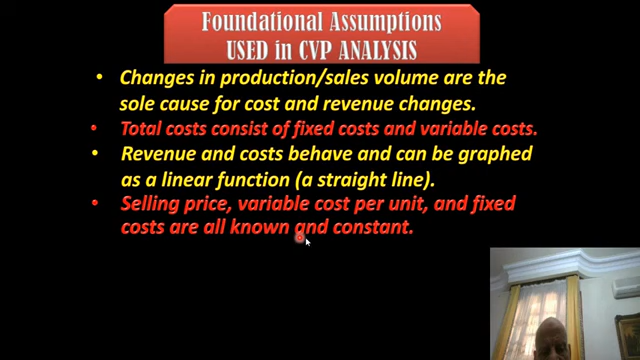 Foundational Assumptions
USED in CVP ANALYSIS
• Changes in production/sales volume are the
sole cause for cost and revenue changes.
• Total costs consist of fixed costs and variable costs.
• Revenue and costs behave and can be graphed
as a linear function (a straight line).
• Selling price, variable cost per unit, and fixed
costs are all known and constant.